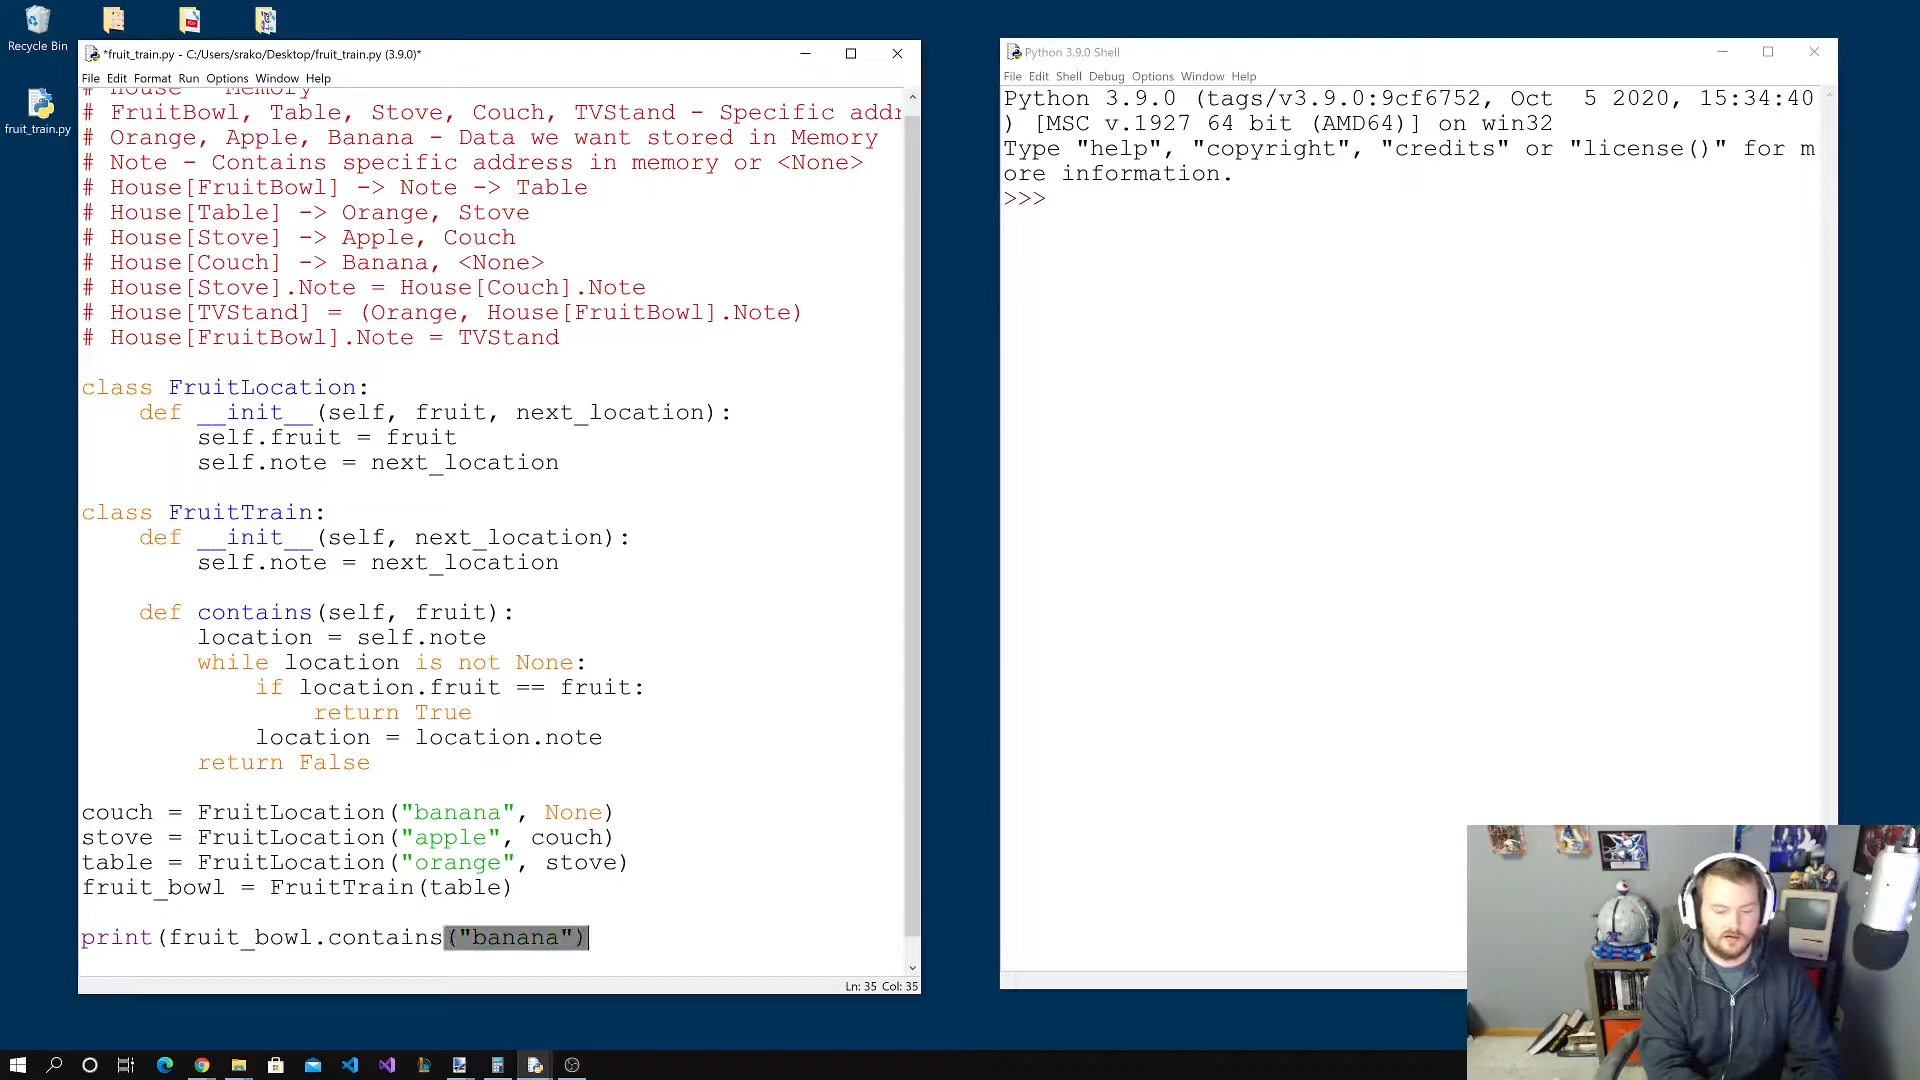 Recycle Bin
fruit_train.py
*fruit_train.py - C:/Users/srako/Desktop/fruit_train.py (3.9.0)*
File Edit Format Run Options Window Help
# House - Memory
# FruitBowl, Table, Stove, Couch, TVStand - Specific addr
# Orange, Apple, Banana - Data we want stored in Memory
# Note - Contains specific address in memory or <None>
# House[FruitBowl] -> Note -> Table
# House[Table] -> Orange, Stove
# House[Stove] -> Apple, Couch
# House[Couch] -> Banana, <None>
# House[Stove].Note = House[Couch].Note
# House[TVStand] = (Orange, House[FruitBowl].Note)
# House[FruitBowl].Note = TVStand
class FruitLocation:
def __init__(self, fruit, next_location):
self.fruit = fruit
self.note = next_location
class FruitTrain:
def __init__(self, next_location):
self.note = next_location
def contains(self, fruit):
location = self.note
while location is not None:
if location.fruit == fruit:
return True
location = location.note
return False
couch = FruitLocation("banana", None)
stove = FruitLocation("apple", couch)
table = FruitLocation("orange", stove)
fruit_bowl = FruitTrain(table)
print(fruit_bowl.contains("banana")
Ln: 35 Col: 35
Python 3.9.0 Shell
File Edit Shell Debug Options Window Help
Python 3.9.0 (tags/v3.9.0:9cf6752, Oct  5 2020, 15:34:40
) [MSC v.1927 64 bit (AMD64)] on win32
Type "help", "copyright", "credits" or "license()" for m
ore information.
>>>